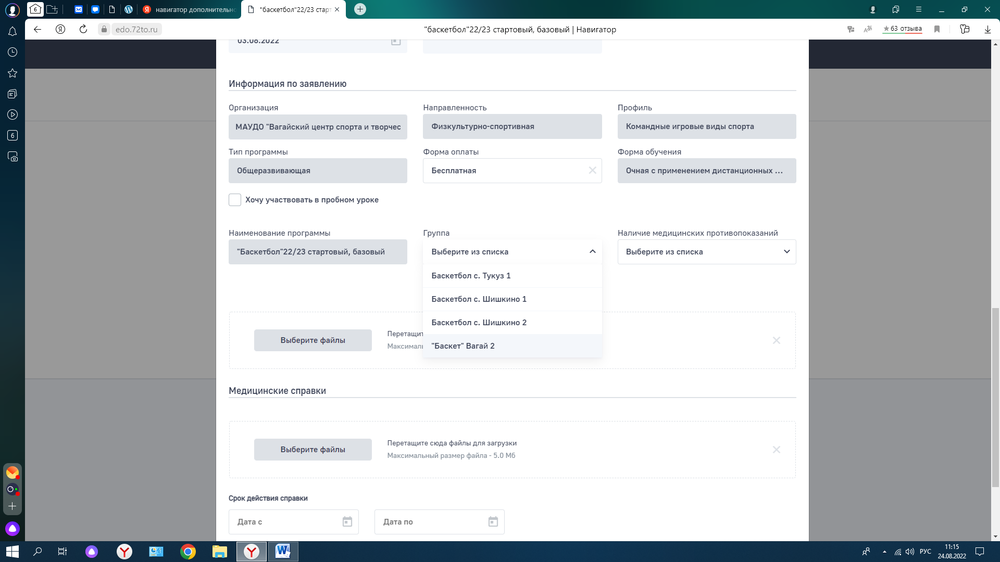 навигатор дополнительно
"баскетбол"22/23 старт
edo.72to.ru
"баскетбол"22/23 стартовый, базовый | Навигатор
★63 отзыва
6
03.08.2022
Информация по заявлению
Организация
Направленность
Профиль
МАУДО "Вагайский центр спорта и творчес
Физкультурно-спортивная
Командные игровые виды спорта
Тип программы
Форма оплаты
Форма обучения
Общеразвивающая
Бесплатная
Очная с применением дистанционных ...
Хочу участвовать в пробном уроке
Наименование программы
Группа
Наличие медицинских противопоказаний
"Баскетбол"22/23 стартовый, базовый
Выберите из списка
Выберите из списка
Баскетбол с. Тукуз 1
Баскетбол с. Шишкино 1
Баскетбол с. Шишкино 2
"Баскет" Вагай 2
Выберите файлы
Перетащит
Максималь
Медицинские справки
Выберите файлы
Перетащите сюда файлы для загрузки
Максимальный размер файла - 5.0 Мб
Срок действия справки
Дата с
Дата по
РУС
11:15
24.08.2022